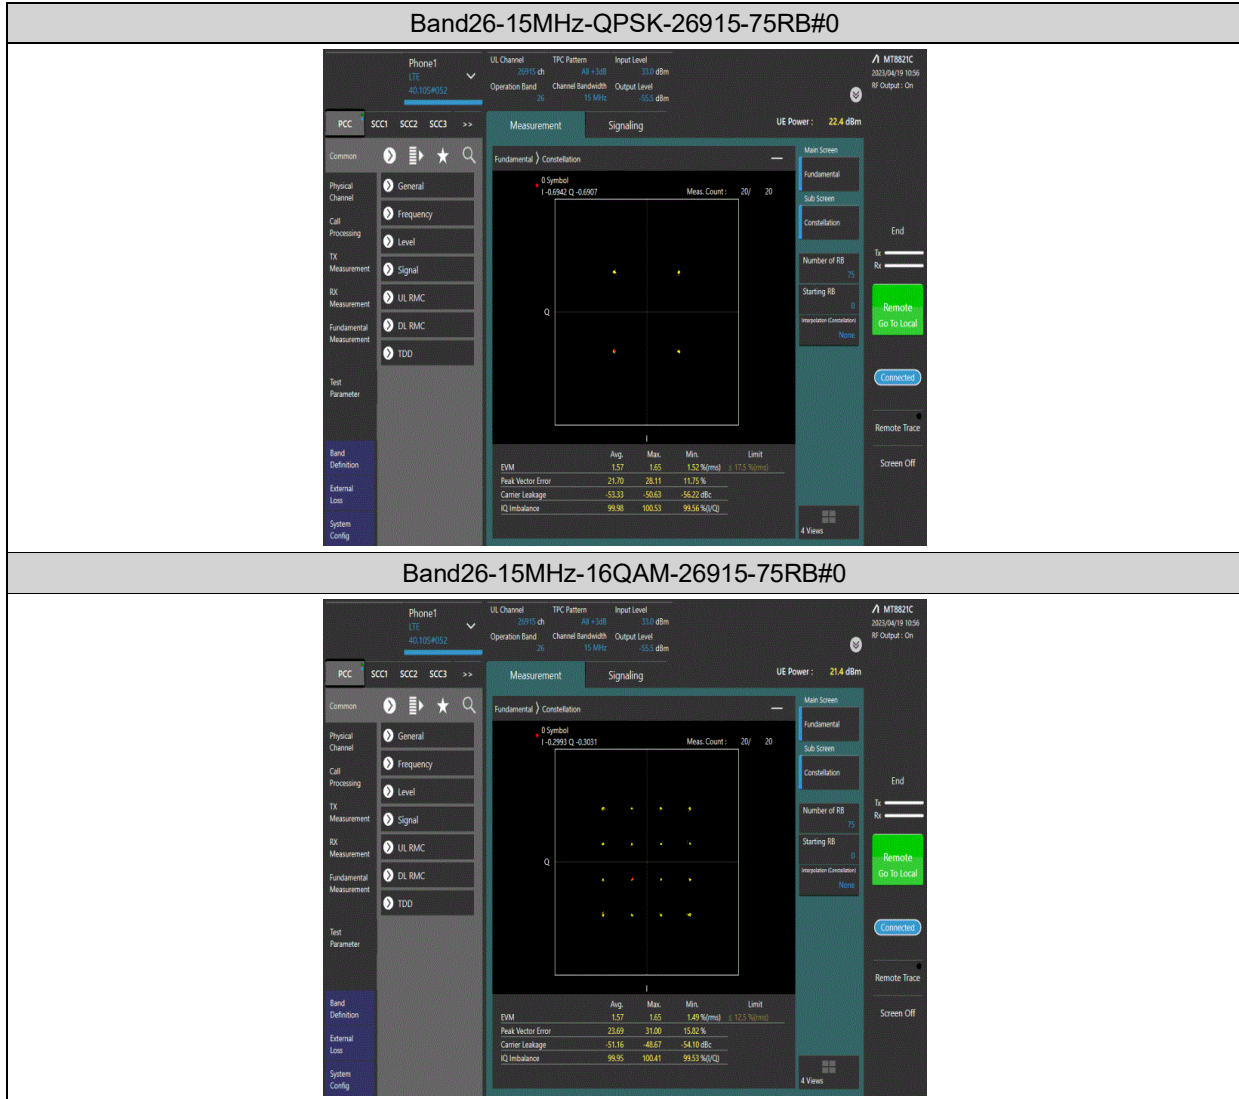 Band26-15MHz-QPSK-26915-75RB#0
Phone1
LTE
40.10S#052
UL Channel TPC Pattern Input Level
26915 ch All +3dB 33.0 dBm
Operation Band Channel Bandwidth Output Level
26 15 MHz -55.5 dBm
MT8821C
2023/04/19 10:56
RF Output : On
PCC SCC1 SCC2 SCC3 >>
Measurement Signaling
UE Power : 22.4 dBm
Common
Physical Channel
Call Processing
TX Measurement
RX Measurement
Fundamental Measurement
Test Parameter
Band Definition
External Loss
System Config
General
Frequency
Level
Signal
UL RMC
DL RMC
TDD
Fundamental Constellation
0 Symbol
I -0.6942 Q -0.6907 Meas. Count : 20/ 20
Q
I
Avg. Max. Min. Limit
EVM 1.57 1.65 1.52 %(rms) ≤ 17.5 %(rms)
Peak Vector Error 21.70 28.11 11.75 %
Carrier Leakage -53.33 -50.63 -56.22 dBc
IQ Imbalance 99.98 100.53 99.56 %(I/Q)
Main Screen
Fundamental
Sub Screen
Constellation
Number of RB
75
Starting RB
0
Interpolation (Constellation)
None
4 Views
End
Tx
Rx
Remote
Go To Local
Connected
Remote Trace
Screen Off
Band26-15MHz-16QAM-26915-75RB#0
Phone1
LTE
40.10S#052
UL Channel TPC Pattern Input Level
26915 ch All +3dB 33.0 dBm
Operation Band Channel Bandwidth Output Level
26 15 MHz -55.5 dBm
MT8821C
2023/04/19 10:56
RF Output : On
PCC SCC1 SCC2 SCC3 >>
Measurement Signaling
UE Power : 21.4 dBm
Common
Physical Channel
Call Processing
TX Measurement
RX Measurement
Fundamental Measurement
Test Parameter
Band Definition
External Loss
System Config
General
Frequency
Level
Signal
UL RMC
DL RMC
TDD
Fundamental Constellation
0 Symbol
I -0.2993 Q -0.3031 Meas. Count : 20/ 20
Q
I
Avg. Max. Min. Limit
EVM 1.57 1.65 1.49 %(rms) ≤ 12.5 %(rms)
Peak Vector Error 23.69 31.00 15.82 %
Carrier Leakage -51.16 -48.67 -54.10 dBc
IQ Imbalance 99.95 100.41 99.53 %(I/Q)
Main Screen
Fundamental
Sub Screen
Constellation
Number of RB
75
Starting RB
0
Interpolation (Constellation)
None
4 Views
End
Tx
Rx
Remote
Go To Local
Connected
Remote Trace
Screen Off